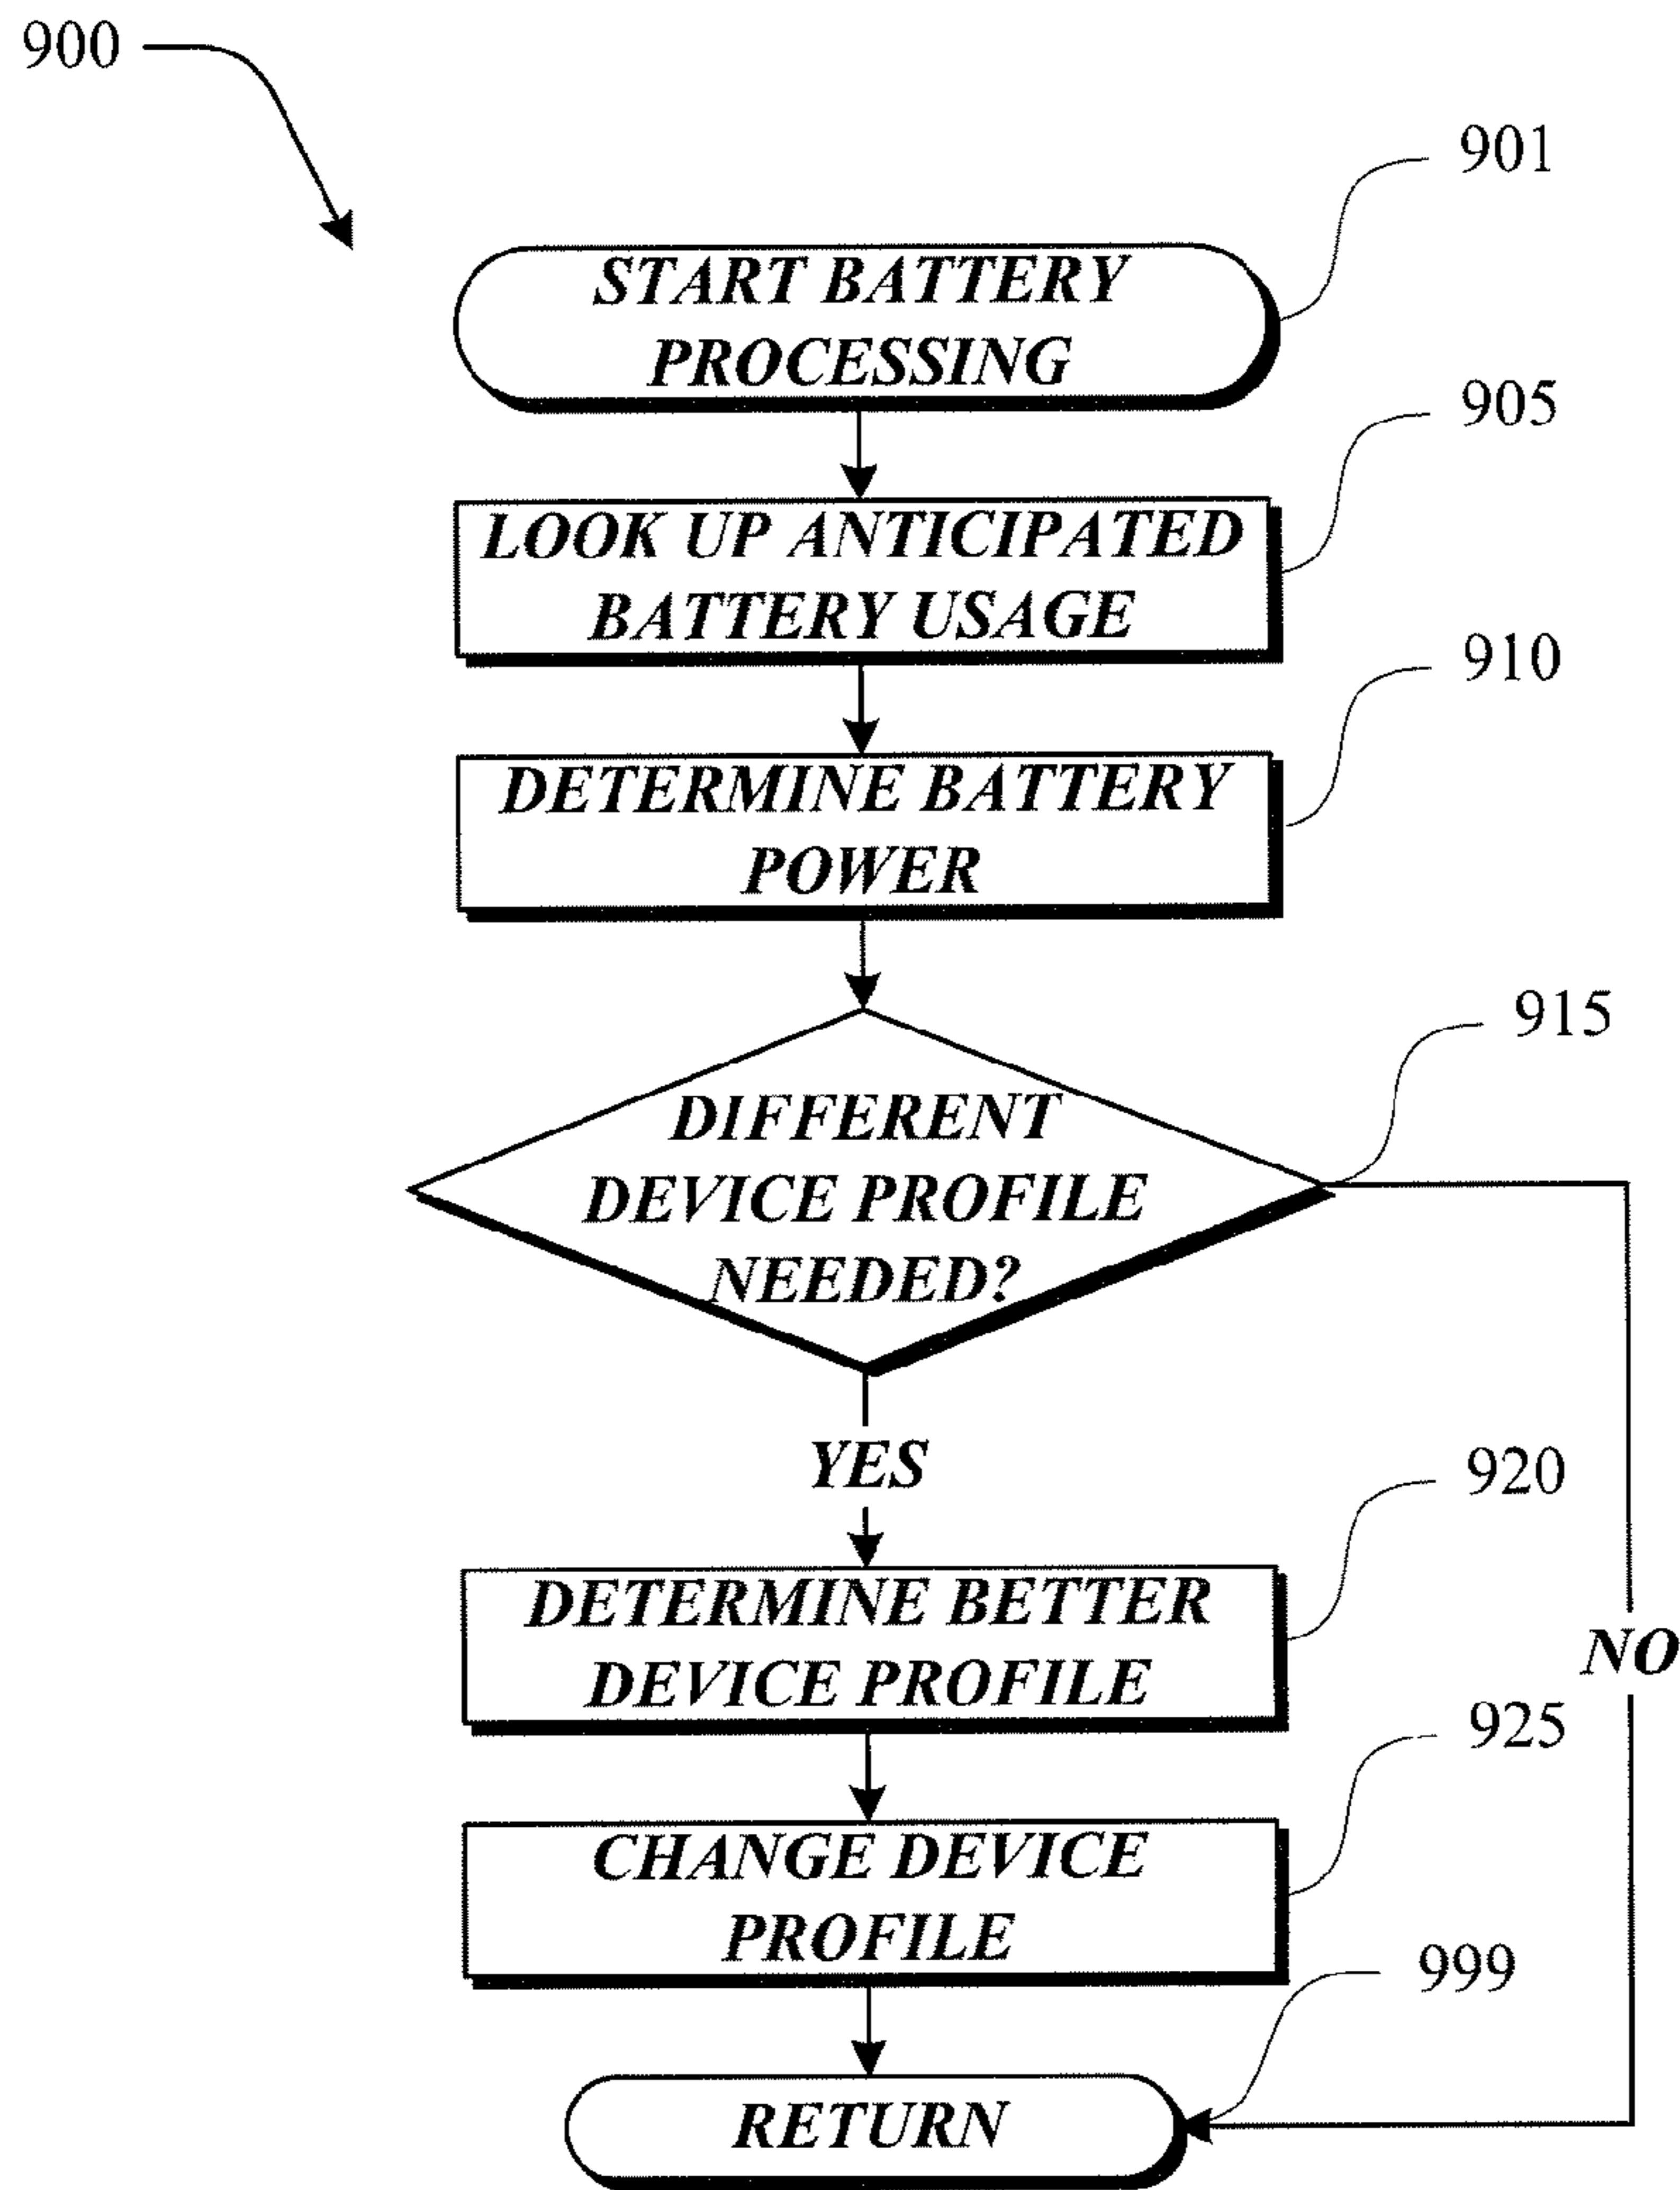 900
901
START BATTERY
PROCESSING
905
LOOK UP ANTICIPATED
BATTERY USAGE
910
DETERMINE BATTERY
POWER
915
DIFFERENT
DEVICE PROFILE
NEEDED?
YES
920
DETERMINE BETTER
DEVICE PROFILE
NO
925
CHANGE DEVICE
PROFILE
999
RETURN